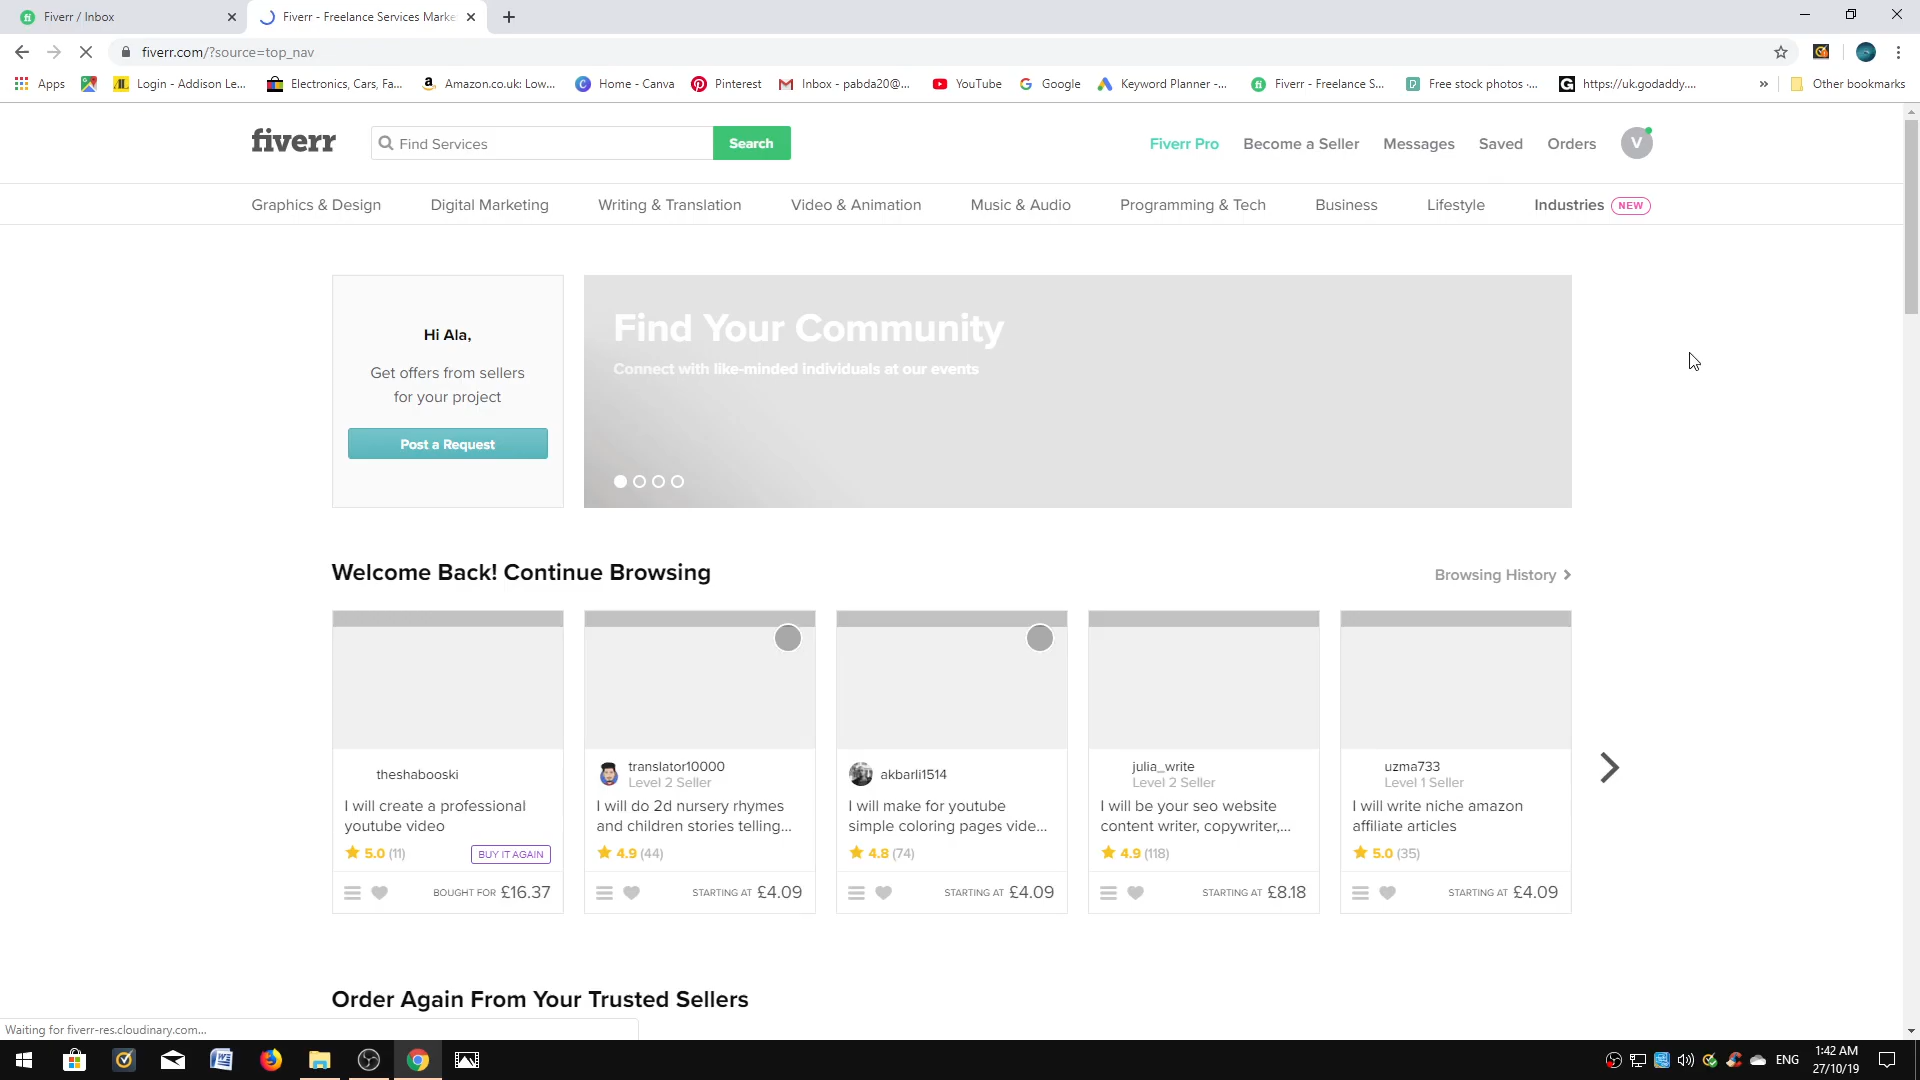 Fiverr / Inbox
Fiverr - Freelance Services Marke
fiverr.com/?source=top_nav
Apps
Login - Addison Le...
Electronics, Cars, Fa...
Amazon.co.uk: Low...
Home - Canva
Pinterest
Inbox - pabda20@...
YouTube
Google
Keyword Planner -...
Fiverr - Freelance S...
Free stock photos ·...
https://uk.godaddy....
»
Other bookmarks
fiverr
Find Services
Search
Fiverr Pro
Become a Seller
Messages
Saved
Orders
V
Graphics & Design
Digital Marketing
Writing & Translation
Video & Animation
Music & Audio
Programming & Tech
Business
Lifestyle
Industries NEW
Hi Ala,
Get offers from sellers
for your project
Post a Request
Find Your Community
Connect with like-minded individuals at our events
Welcome Back! Continue Browsing
Browsing History
theshabooski
I will create a professional
youtube video
5.0 (11)
BUY IT AGAIN
BOUGHT FOR £16.37
translator10000
Level 2 Seller
I will do 2d nursery rhymes
and children stories telling...
4.9 (44)
STARTING AT £4.09
akbarli1514
I will make for youtube
simple coloring pages vide...
4.8 (74)
STARTING AT £4.09
julia_write
Level 2 Seller
I will be your seo website
content writer, copywriter,...
4.9 (118)
STARTING AT £8.18
uzma733
Level 1 Seller
I will write niche amazon
affiliate articles
5.0 (35)
STARTING AT £4.09
Order Again From Your Trusted Sellers
Waiting for fiverr-res.cloudinary.com...
ENG
1:42 AM
27/10/19